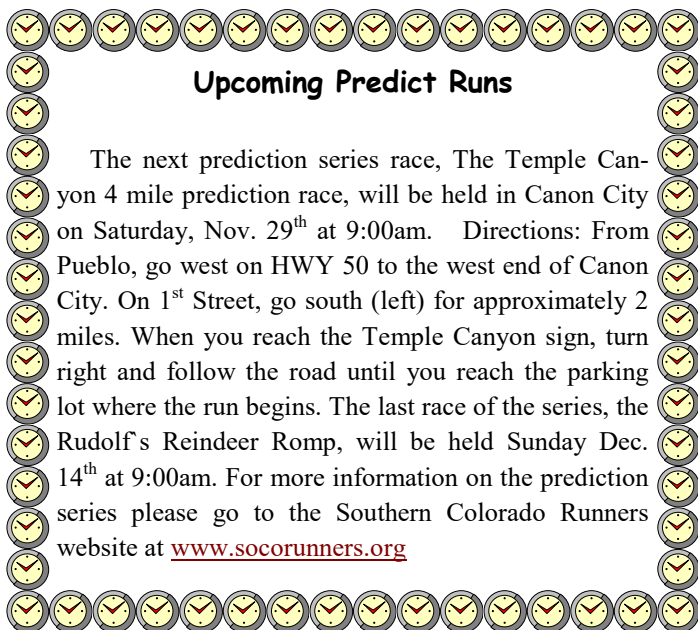 Upcoming Predict Runs
The next prediction series race, The Temple Can-
yon 4 mile prediction race, will be held in Canon City
on Saturday, Nov. 29th at 9:00am. Directions: From
Pueblo, go west on HWY 50 to the west end of Canon
City. On 1st Street, go south (left) for approximately 2
miles. When you reach the Temple Canyon sign, turn
right and follow the road until you reach the parking
lot where the run begins. The last race of the series, the
Rudolf`s Reindeer Romp, will be held Sunday Dec.
14th at 9:00am. For more information on the prediction
series please go to the Southern Colorado Runners
website at www.socorunners.org